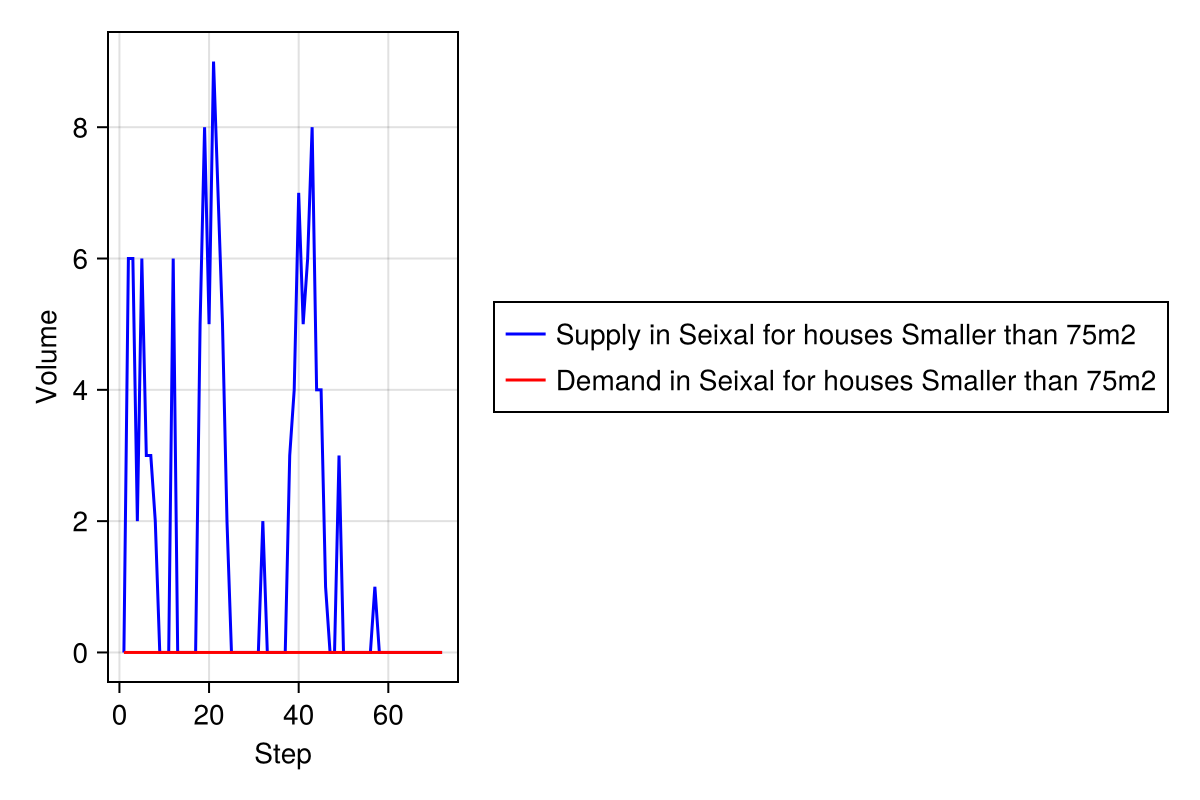 8
6
4
2
0
Volume
0 20 40 60
Step
Supply in Seixal for houses Smaller than 75m2
Demand in Seixal for houses Smaller than 75m2